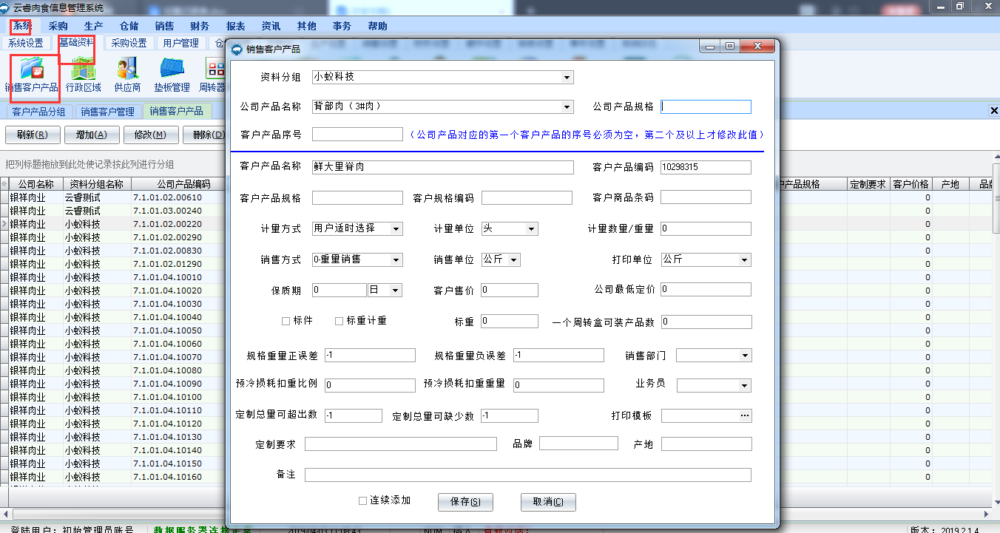 云睿肉食信息管理系统
系统 采购 生产 仓储 销售 财务 报表 资讯 其他 事务 帮助
系统设置 基础资料 采购设置 用户管理
销售客户产品 行政区域 供应商 垫板管理 周转器
客户产品分组 销售客户管理 销售客户产品
刷新(R) 增加(A) 修改(M) 删除(D)
把列标题拖放到此处使记录按此列进行分组
公司名称 资料分组名称 公司产品编码 户产品规格 定制要求 客户价格 产地 品牌
银祥肉业 云睿测试 7.1.01.02.00610 0
银祥肉业 云睿测试 7.1.01.03.00240 0
银祥肉业 小蚁科技 7.1.01.02.00220 0
银祥肉业 小蚁科技 7.1.01.02.00290 0
银祥肉业 小蚁科技 7.1.01.02.00830 0
银祥肉业 小蚁科技 7.1.01.02.01290 0
银祥肉业 小蚁科技 7.1.01.04.10010 0
银祥肉业 小蚁科技 7.1.01.04.10020 0
银祥肉业 小蚁科技 7.1.01.04.10030 0
银祥肉业 小蚁科技 7.1.01.04.10040 0
银祥肉业 小蚁科技 7.1.01.04.10050 0
银祥肉业 小蚁科技 7.1.01.04.10060 0
银祥肉业 小蚁科技 7.1.01.04.10070 0
银祥肉业 小蚁科技 7.1.01.04.10080 0
银祥肉业 小蚁科技 7.1.01.04.10090 0
银祥肉业 小蚁科技 7.1.01.04.10100 0
银祥肉业 小蚁科技 7.1.01.04.10110 0
银祥肉业 小蚁科技 7.1.01.04.10120 0
银祥肉业 小蚁科技 7.1.01.04.10130 0
银祥肉业 小蚁科技 7.1.01.04.10140 0
银祥肉业 小蚁科技 7.1.01.04.10150 0
银祥肉业 小蚁科技 7.1.01.04.10160 0
销售客户产品
资料分组 小蚁科技
公司产品名称 背部肉（3#肉） 公司产品规格
客户产品序号 （公司产品对应的第一个客户产品的序号必须为空，第二个及以上才修改此值）
客户产品名称 鲜大里脊肉 客户产品编码 10298315
客户产品规格 客户规格编码 客户商品条码
计量方式 用户适时选择 计量单位 头 计量数量/重量 0
销售方式 0-重量销售 销售单位 公斤 打印单位 公斤
保质期 0 日 客户售价 0 公司最低定价 0
标件 标重计重 标重 0 一个周转盒可装产品数 0
规格重量正误差 -1 规格重量负误差 -1 销售部门
预冷损耗扣重比例 0 预冷损耗扣重重量 0 业务员
定制总量可超出数 -1 定制总量可缺少数 -1 打印模板 ...
定制要求 品牌 产地
备注
连续添加 保存(S) 取消(C)
登陆用户：初始管理员账号 数据服务器连接正常 2019-04-03 11:08:43 NUM 插入 有新对话： 版本：2019.2.1.4